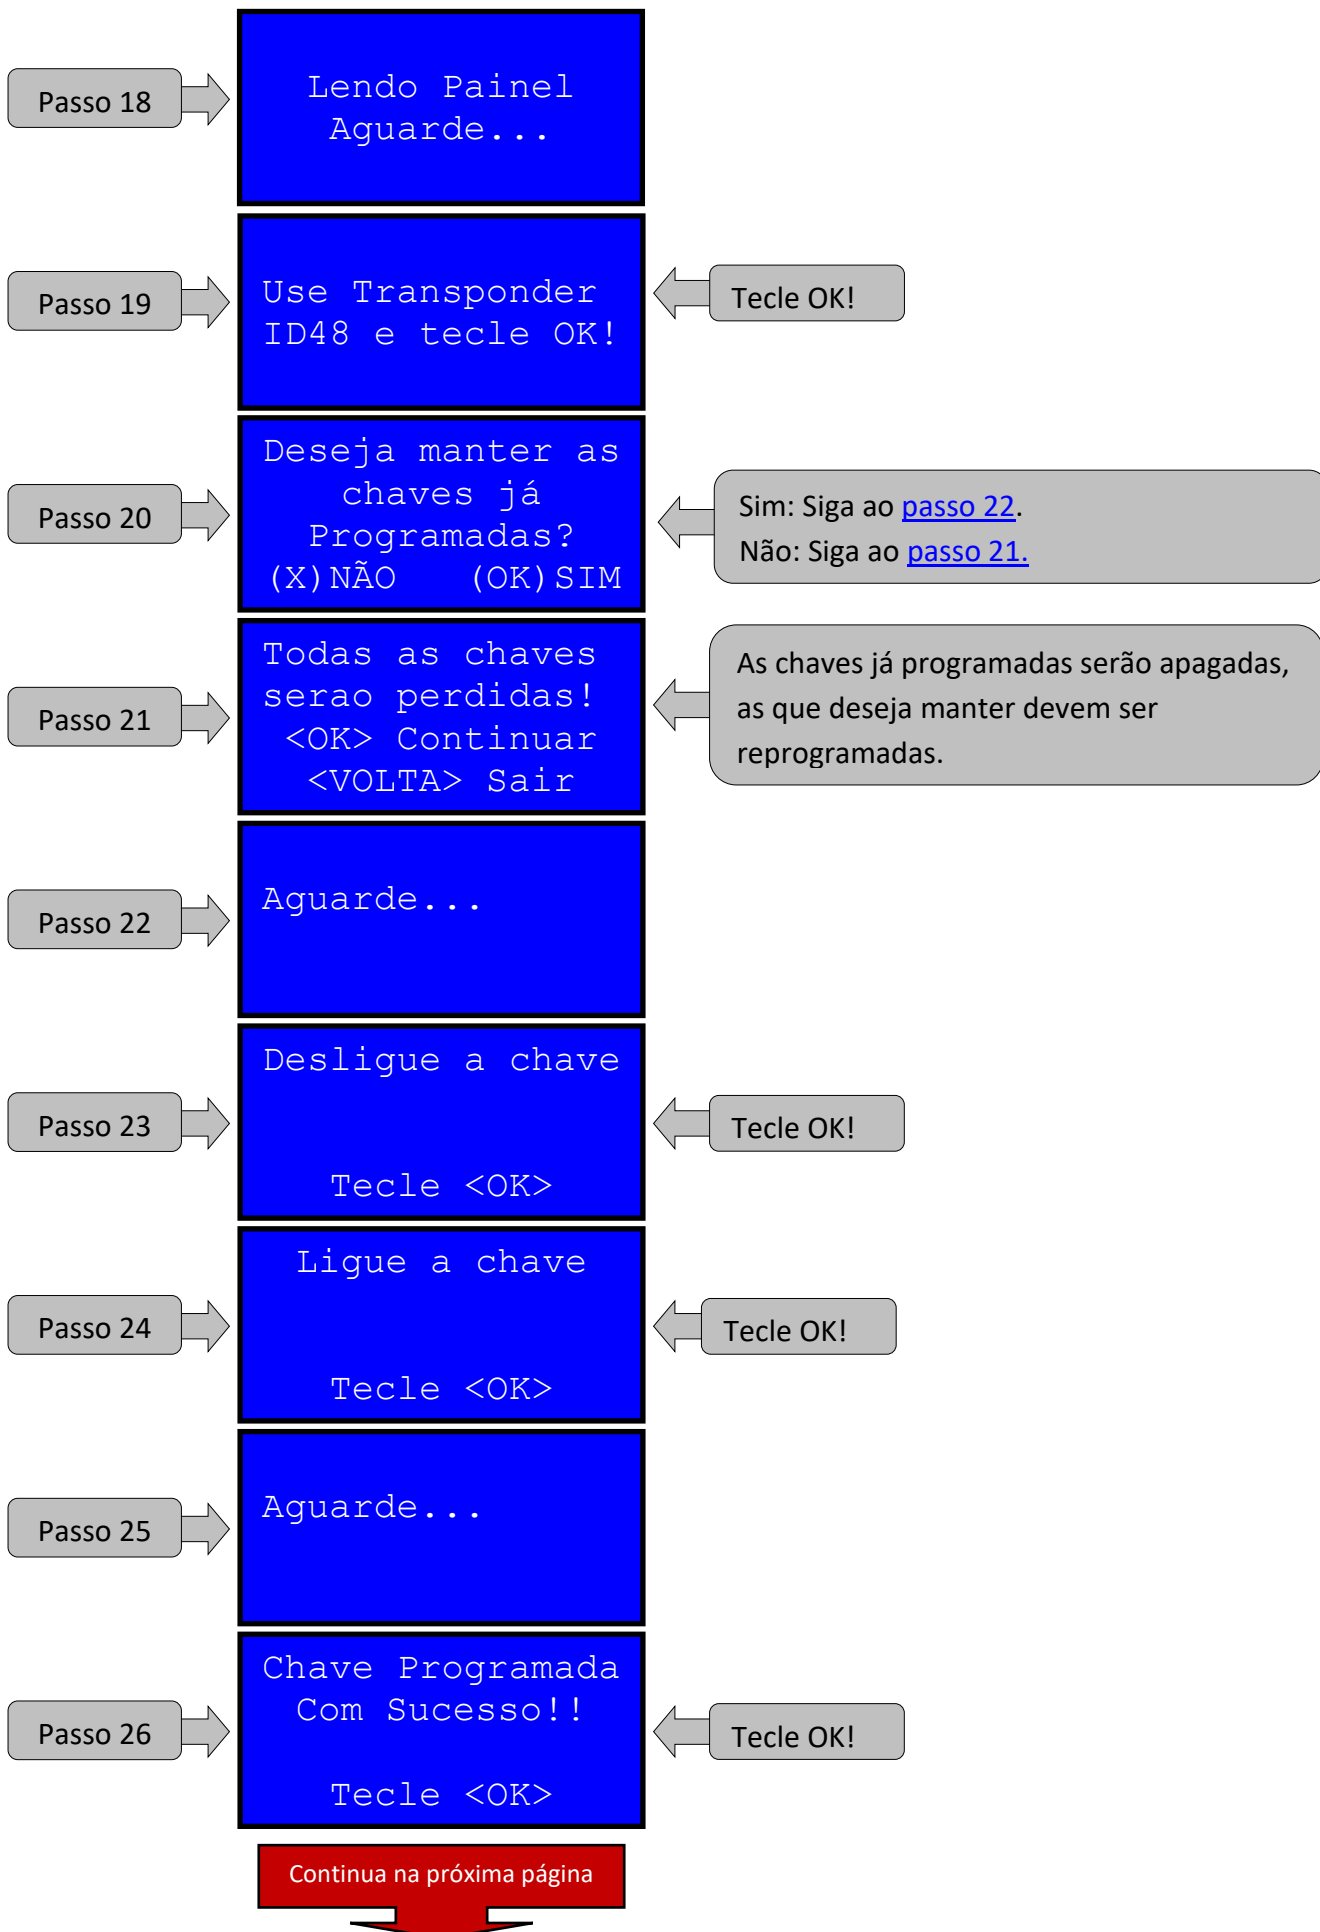 Passo 18
Lendo Painel
Aguarde...
Passo 19
Use Transponder
ID48 e tecle OK!
Tecle OK!
Passo 20
Deseja manter as
chaves já
Programadas?
(X)NÃO (OK)SIM
Sim: Siga ao passo 22.
Não: Siga ao passo 21.
Passo 21
Todas as chaves
serao perdidas!
<OK> Continuar
<VOLTA> Sair
As chaves já programadas serão apagadas,
as que deseja manter devem ser
reprogramadas.
Passo 22
Aguarde...
Passo 23
Desligue a chave
Tecle <OK>
Tecle OK!
Passo 24
Ligue a chave
Tecle <OK>
Tecle OK!
Passo 25
Aguarde...
Passo 26
Chave Programada
Com Sucesso!!
Tecle <OK>
Tecle OK!
Continua na próxima página